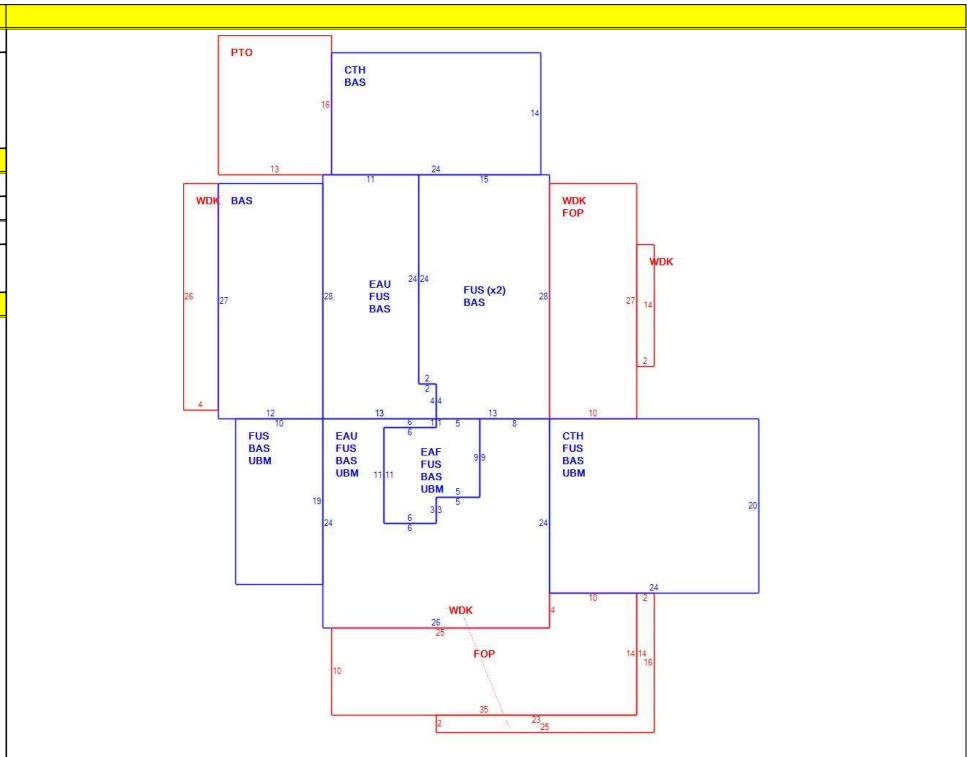 PTO
CTH
BAS
16
14
13
24
11
15
WDK
BAS
WDK
FOP
WDK
26
27
28
EAU
FUS
BAS
24
24
FUS (x2)
BAS
28
27
14
2
2
2
4
4
4
12
10
13
6
6
1
1
5
13
8
10
FUS
BAS
UBM
EAU
FUS
BAS
UBM
EAF
FUS
BAS
UBM
CTH
FUS
BAS
UBM
11
11
9
9
5
5
3
3
6
6
19
24
24
20
24
10
2
4
WDK
26
25
FOP
10
14
14
16
35
23
2
25